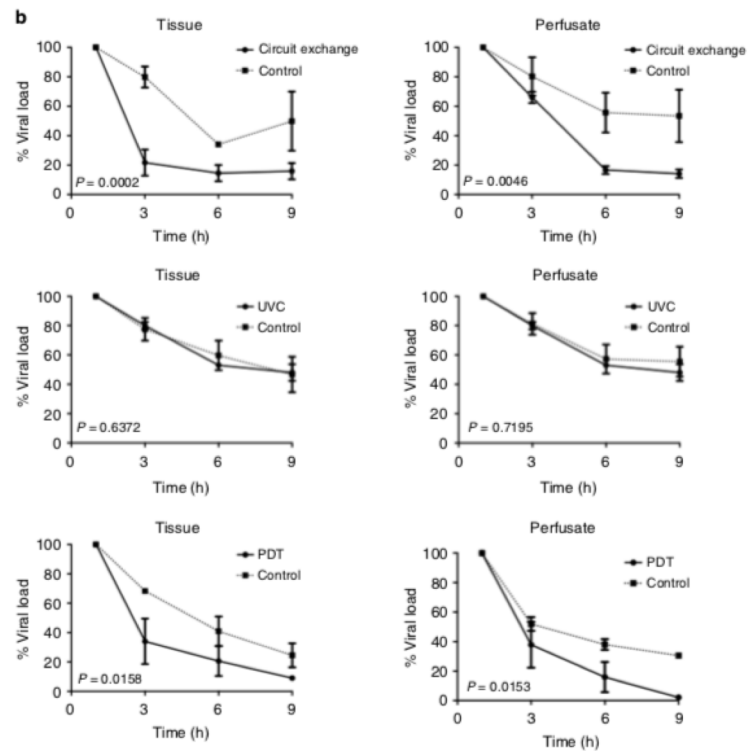 b
Tissue
100
80
60
40
20
0
% Viral load
Circuit exchange
Control
P = 0.0002
0 3 6 9
Time (h)
Perfusate
100
80
60
40
20
0
% Viral load
Circuit exchange
Control
P = 0.0046
0 3 6 9
Time (h)
Tissue
100
80
60
40
20
0
% Viral load
UVC
Control
P = 0.6372
0 3 6 9
Time (h)
Perfusate
100
80
60
40
20
0
% Viral load
UVC
Control
P = 0.7195
0 3 6 9
Time (h)
Tissue
100
80
60
40
20
0
% Viral load
PDT
Control
P = 0.0158
0 3 6 9
Time (h)
Perfusate
100
80
60
40
20
0
% Viral load
PDT
Control
P = 0.0153
0 3 6 9
Time (h)